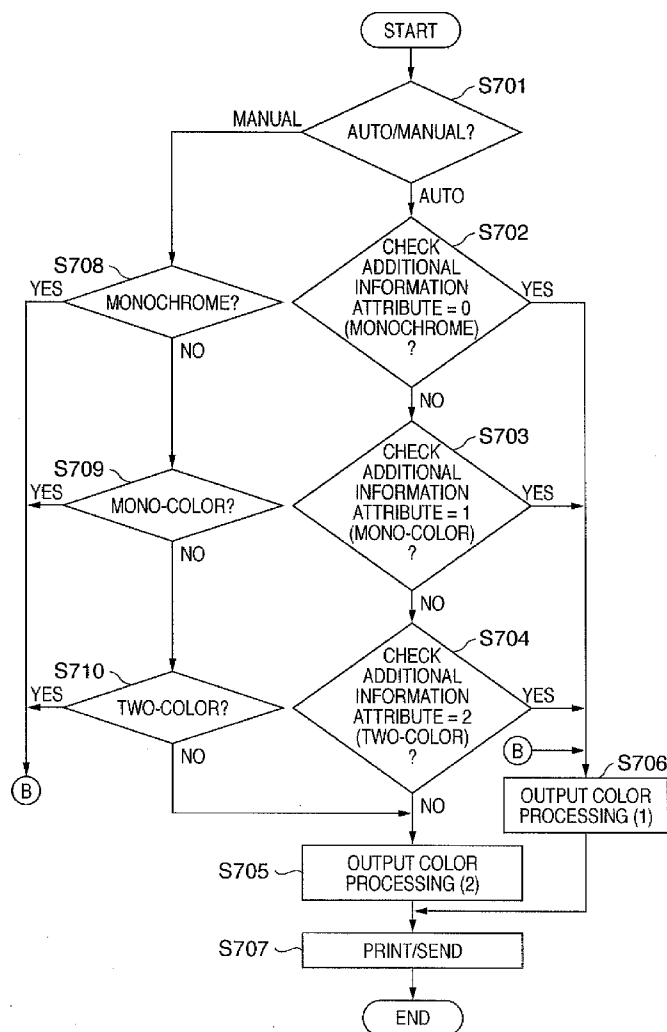 START
S701
MANUAL
AUTO/MANUAL?
AUTO
S702
CHECK
ADDITIONAL
INFORMATION
ATTRIBUTE = 0
(MONOCHROME)
?
YES
NO
S708
YES
MONOCHROME?
NO
S703
CHECK
ADDITIONAL
INFORMATION
ATTRIBUTE = 1
(MONO-COLOR)
?
YES
NO
S709
YES
MONO-COLOR?
NO
S704
CHECK
ADDITIONAL
INFORMATION
ATTRIBUTE = 2
(TWO-COLOR)
?
YES
NO
S710
YES
TWO-COLOR?
NO
B
B
S706
OUTPUT COLOR
PROCESSING (1)
S705
OUTPUT COLOR
PROCESSING (2)
S707
PRINT/SEND
END